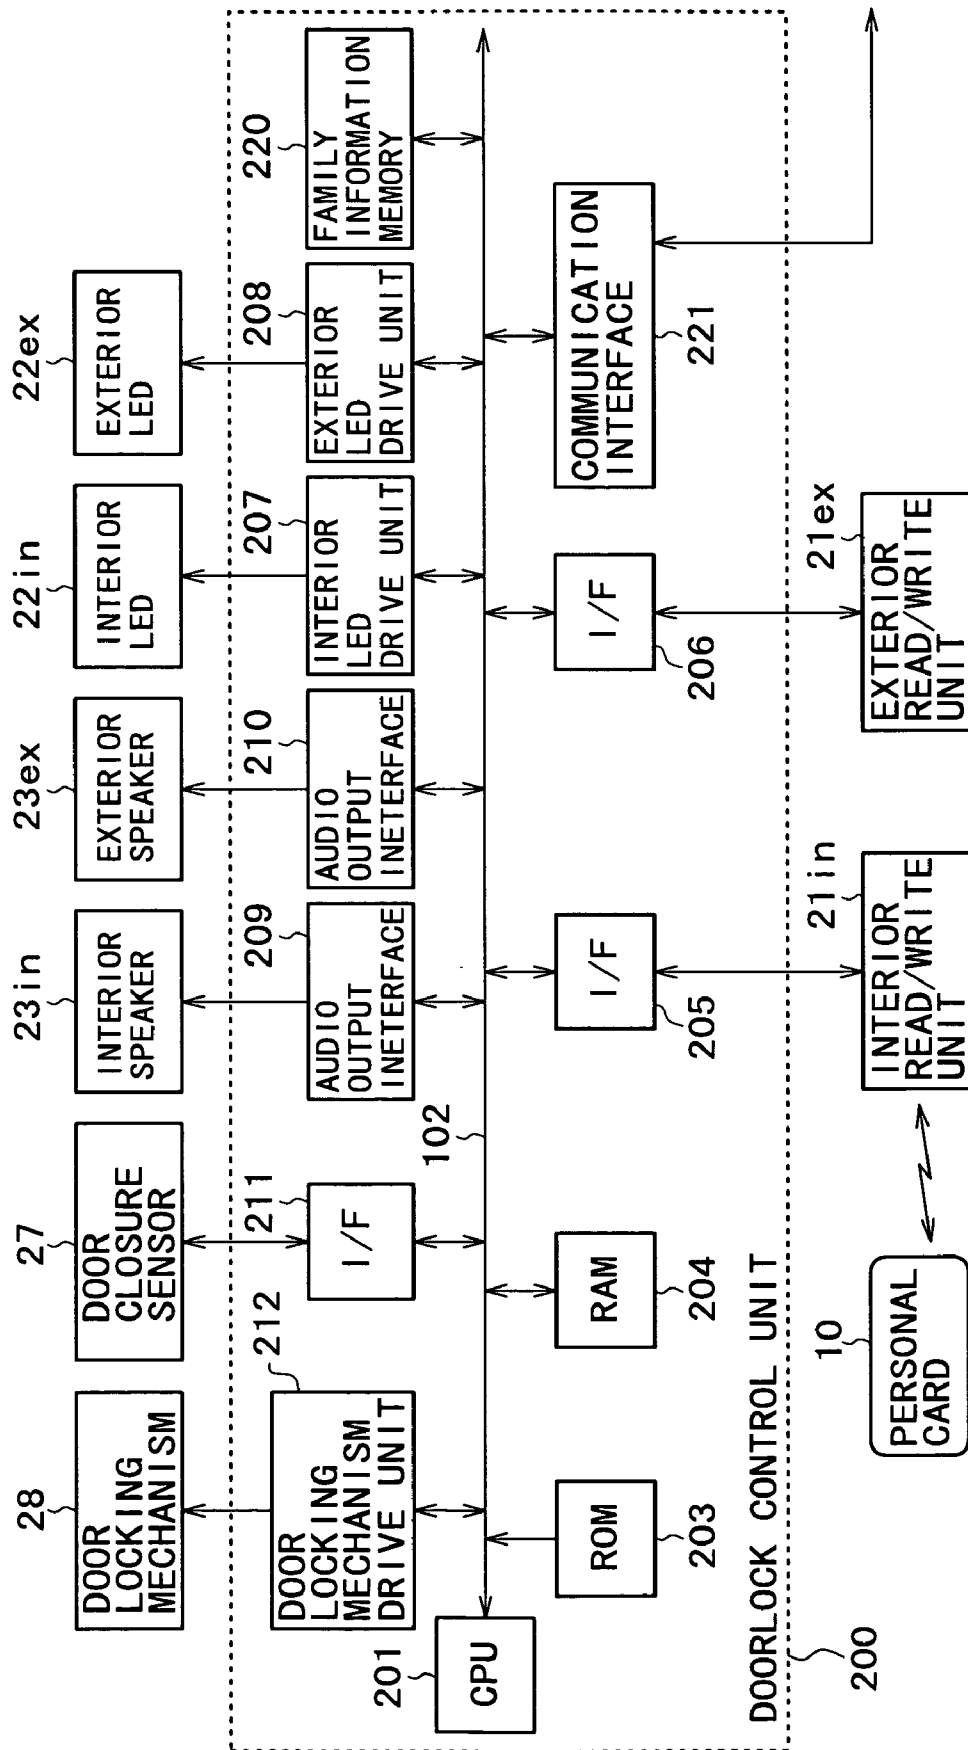 28
DOOR
LOCKING
MECHANISM
27
DOOR
CLOSURE
SENSOR
23in
INTERIOR
SPEAKER
23ex
EXTERIOR
SPEAKER
22in
INTERIOR
LED
22ex
EXTERIOR
LED
212
DOOR
LOCKING
MECHANISM
DRIVE UNIT
211
I/F
209
AUDIO
OUTPUT
INETERFACE
210
AUDIO
OUTPUT
INETERFACE
207
INTERIOR
LED
DRIVE UNIT
208
EXTERIOR
LED
DRIVE UNIT
220
FAMILY
INFORMATION
MEMORY
201
CPU
102
ROM
203
RAM
204
I/F
205
I/F
206
COMMUNICATION
INTERFACE
221
DOORLOCK CONTROL UNIT
200
10
PERSONAL
CARD
21in
INTERIOR
READ/WRITE
UNIT
21ex
EXTERIOR
READ/WRITE
UNIT